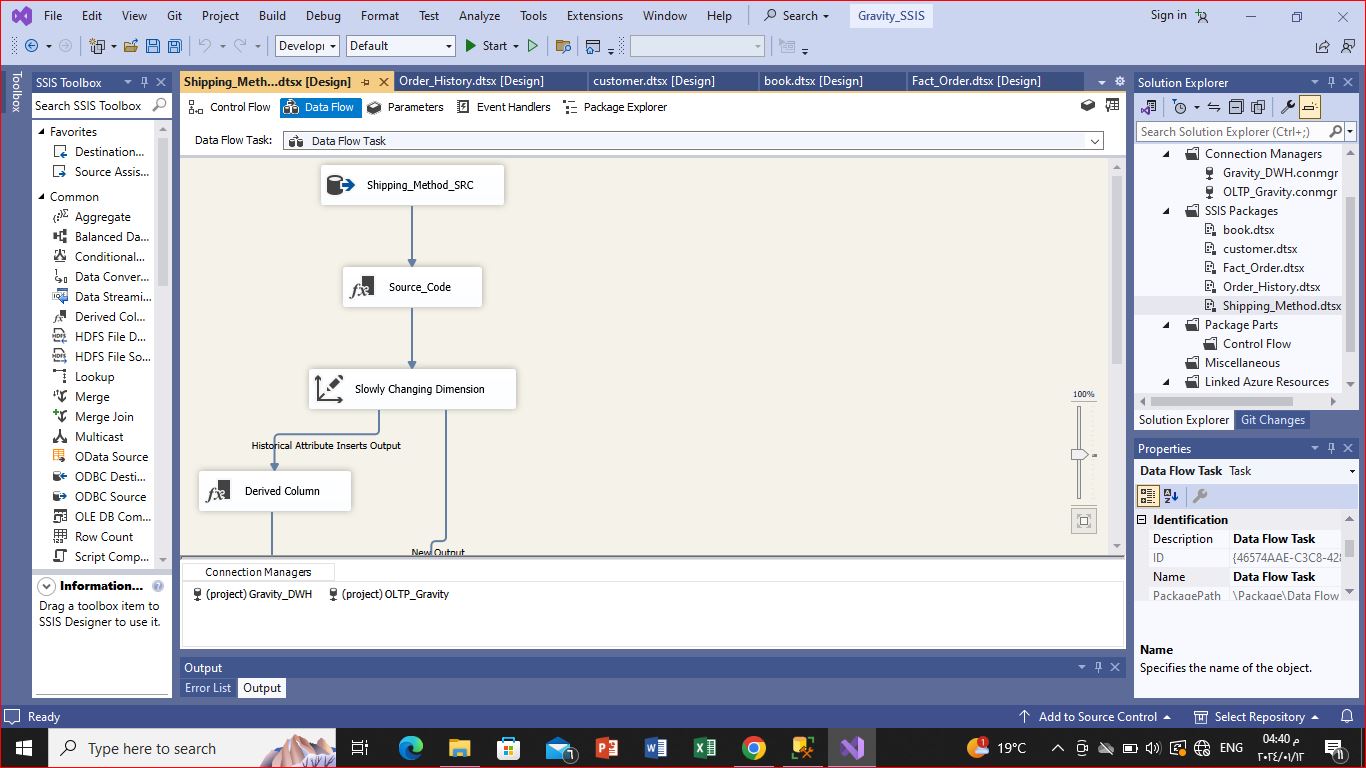 File Edit View Git Project Build Debug Format Test Analyze Tools Extensions Window Help Search Gravity_SSIS Sign in
Developı Default Start
Toolbox
SSIS Toolbox
Search SSIS Toolbox
Favorites
Destination...
Source Assis...
Common
Aggregate
Balanced Da...
Conditional...
Data Conver...
Data Streami...
Derived Col...
HDFS File D...
HDFS File So...
Lookup
Merge
Merge Join
Multicast
OData Source
ODBC Desti...
ODBC Source
OLE DB Com...
Row Count
Script Comp...
Information...
Drag a toolbox item to
SSIS Designer to use it.
Shipping_Meth...dtsx [Design] Order_History.dtsx [Design] customer.dtsx [Design] book.dtsx [Design] Fact_Order.dtsx [Design]
Control Flow Data Flow Parameters Event Handlers Package Explorer
Data Flow Task: Data Flow Task
Shipping_Method_SRC
Source_Code
Slowly Changing Dimension
Historical Attribute Inserts Output
Derived Column
New Output
100%
Connection Managers
(project) Gravity_DWH (project) OLTP_Gravity
Output
Error List Output
Solution Explorer
Search Solution Explorer (Ctrl+;)
Connection Managers
Gravity_DWH.conmgr
OLTP_Gravity.conmgr
SSIS Packages
book.dtsx
customer.dtsx
Fact_Order.dtsx
Order_History.dtsx
Shipping_Method.dtsx
Package Parts
Control Flow
Miscellaneous
Linked Azure Resources
Solution Explorer Git Changes
Properties
Data Flow Task Task
Identification
Description Data Flow Task
ID {46574AAE-C3C8-428
Name Data Flow Task
PackagePath \Package\Data Flow
Name
Specifies the name of the object.
Ready Add to Source Control Select Repository
Type here to search 19°C ENG 04:40 م
٢٠٢٤/٠١/١٢